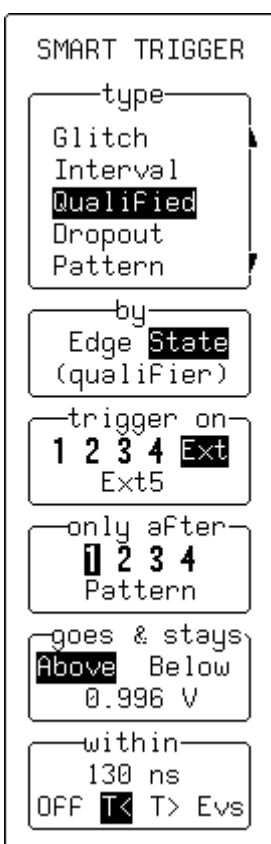 SMART TRIGGER
type
Glitch
Interval
Qualified
Dropout
Pattern
by
Edge State
(qualifier)
trigger on
1 2 3 4 Ext
Ext5
only after
1 2 3 4
Pattern
goes & stays
Above Below
0.996 V
within
130 ns
OFF T< T> Evs